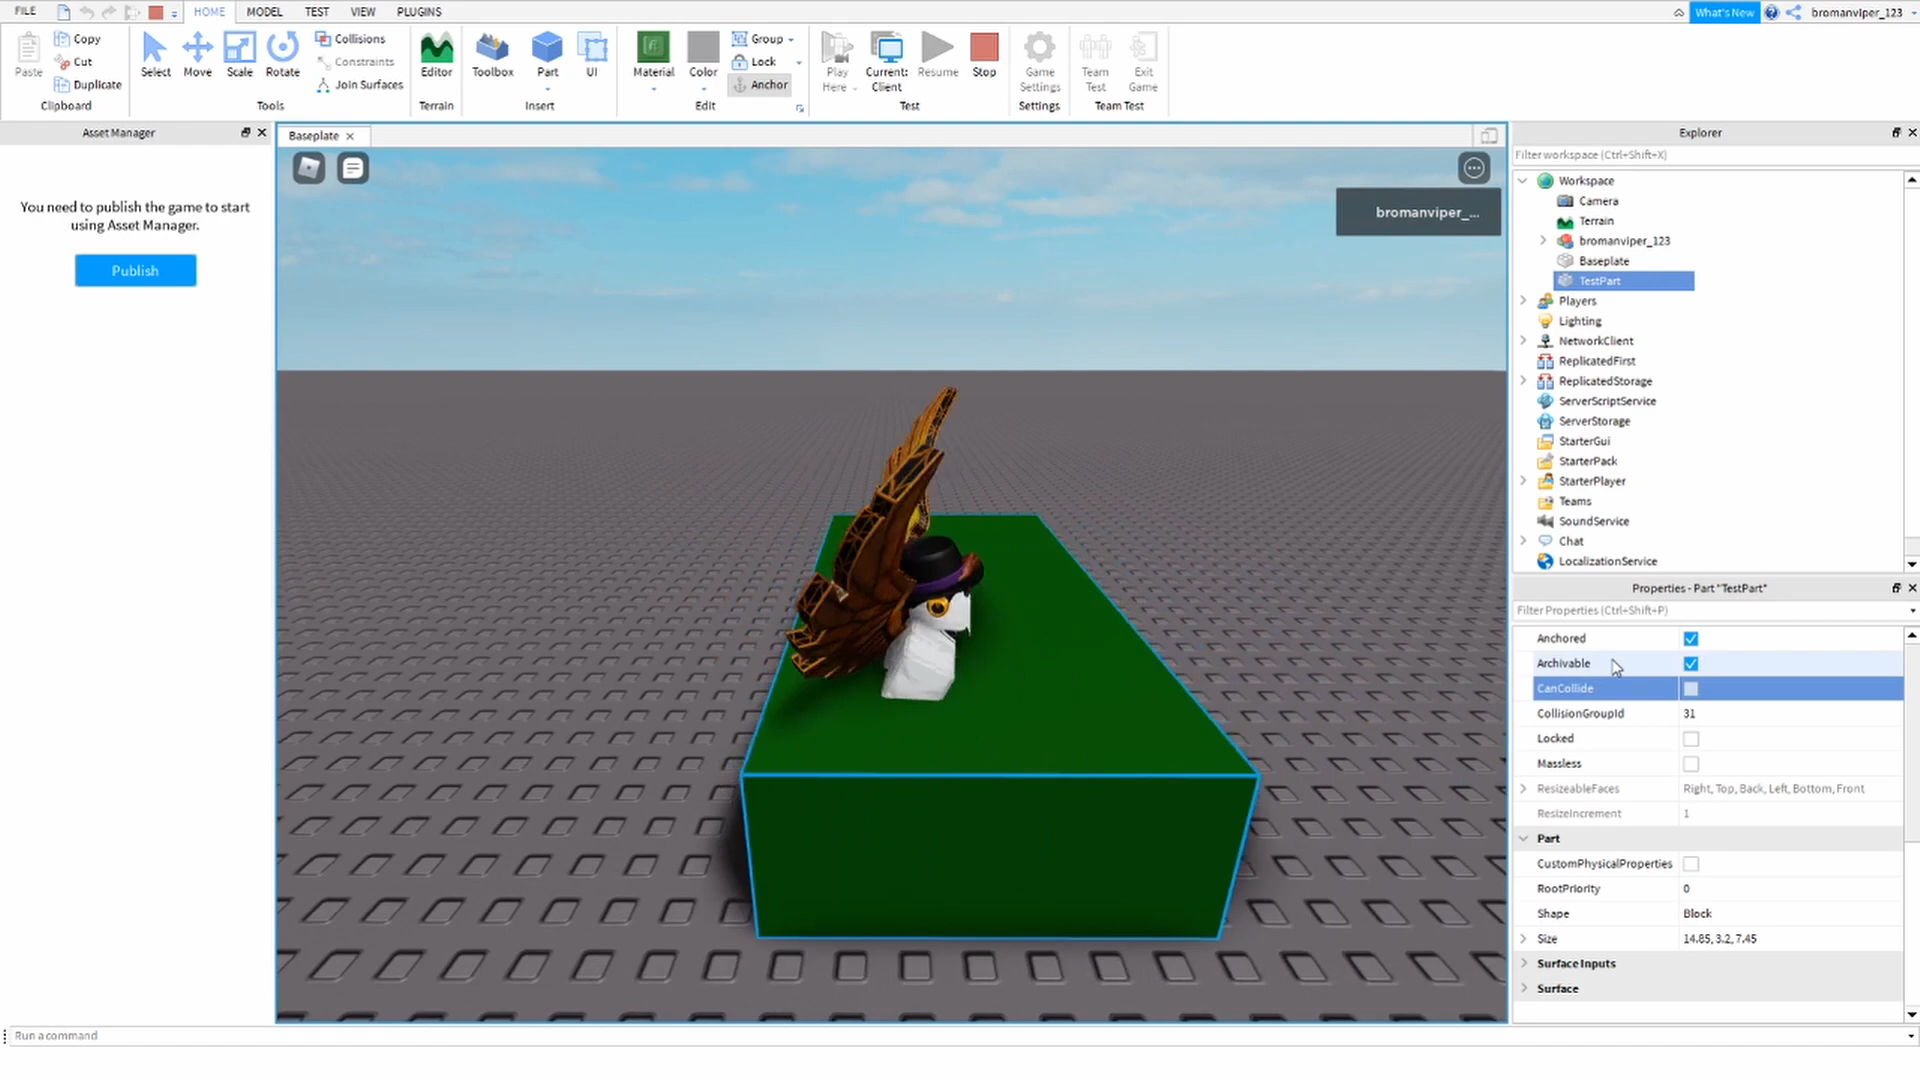 FILE HOME MODEL TEST VIEW PLUGINS What's New bromanviper_123
Paste Copy Cut Duplicate Clipboard
Select Move Scale Rotate Collisions Constraints Join Surfaces Tools
Editor Terrain
Toolbox Part UI Insert
Material Color Group Lock Anchor Edit
Play Here Current: Client Resume Stop Test
Game Settings Settings
Team Test Exit Game Team Test
Asset Manager
You need to publish the game to start
using Asset Manager.
Publish
Baseplate
bromanviper_...
Explorer
Filter workspace (Ctrl+Shift+X)
Workspace
Camera
Terrain
bromanviper_123
Baseplate
TestPart
Players
Lighting
NetworkClient
ReplicatedFirst
ReplicatedStorage
ServerScriptService
ServerStorage
StarterGui
StarterPack
StarterPlayer
Teams
SoundService
Chat
LocalizationService
Properties - Part "TestPart"
Filter Properties (Ctrl+Shift+P)
Anchored
Archivable
CanCollide
CollisionGroupId 31
Locked
Massless
ResizeableFaces Right, Top, Back, Left, Bottom, Front
ResizeIncrement 1
Part
CustomPhysicalProperties
RootPriority 0
Shape Block
Size 14.85, 3.2, 7.45
Surface Inputs
Surface
Run a command